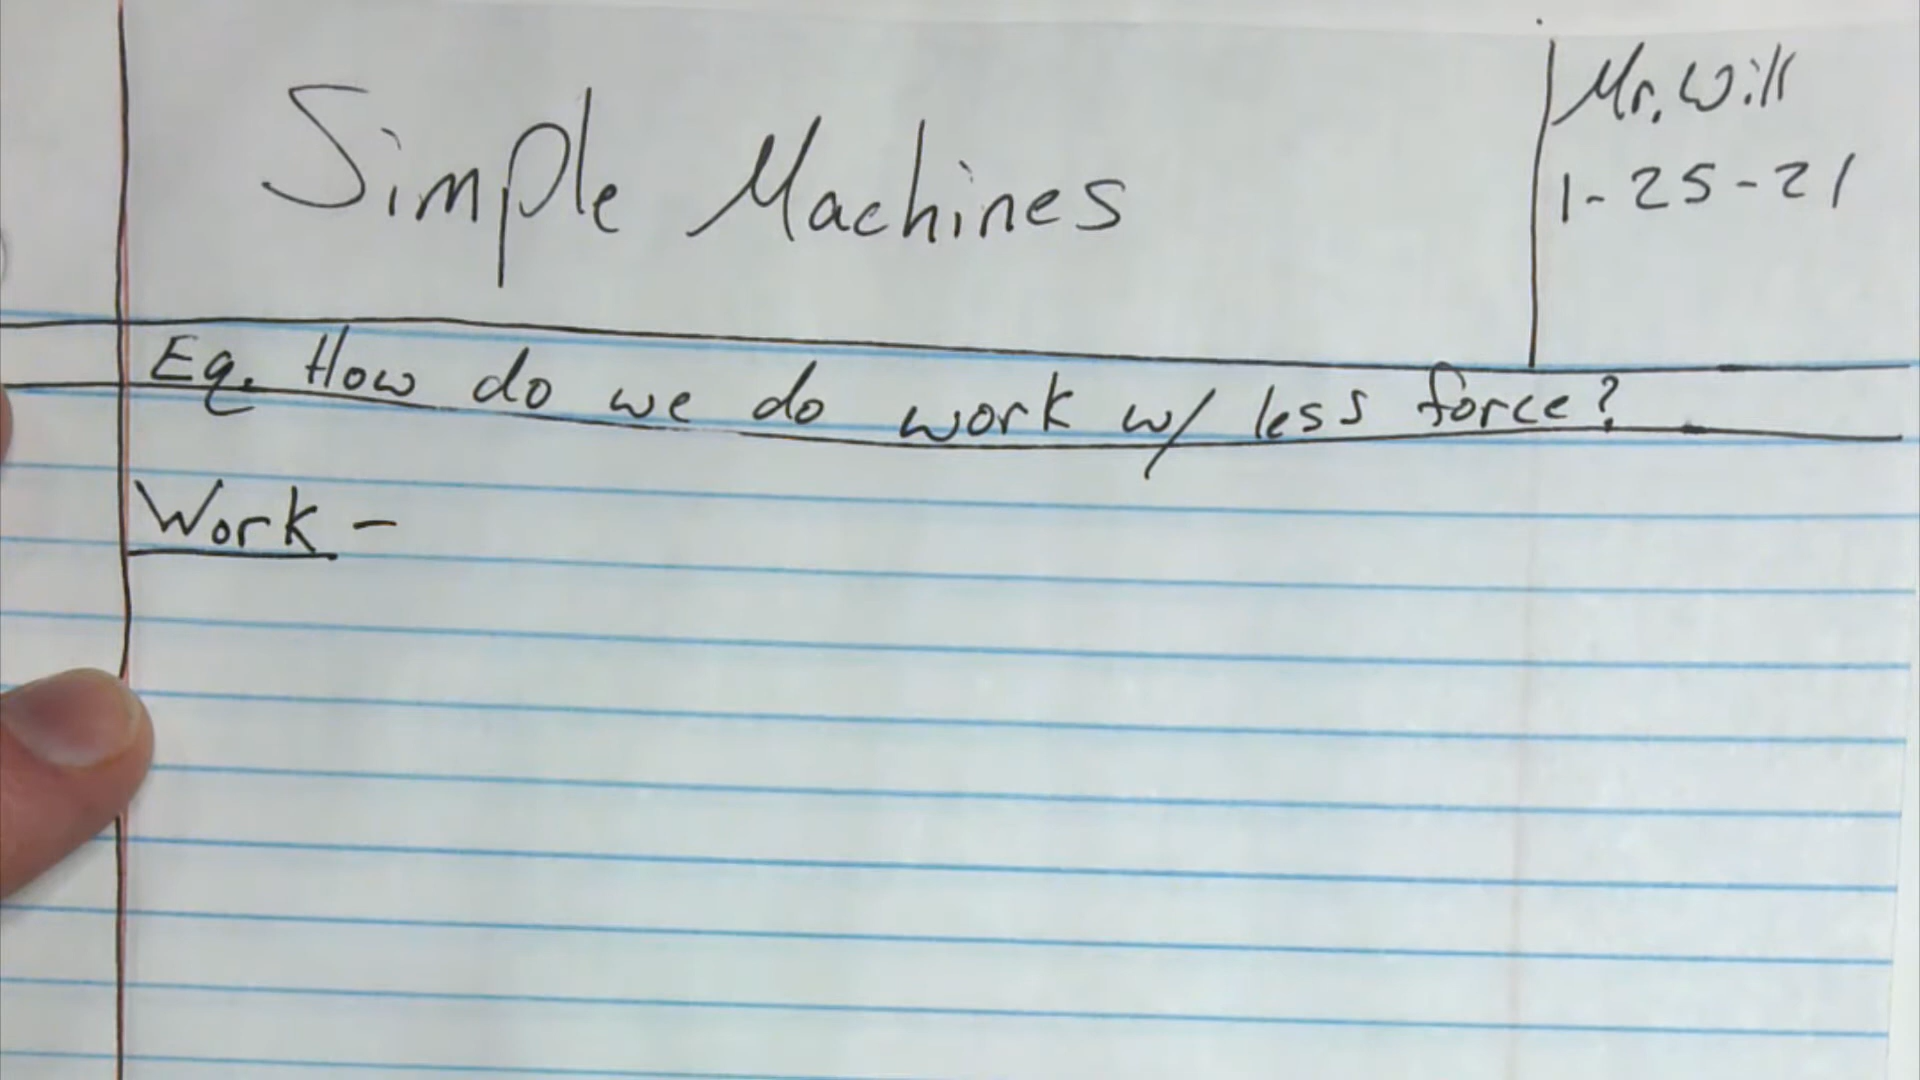 Simple Machines
Mr. Will
1-25-21
Eq. How do we do work w/ less force?
Work -